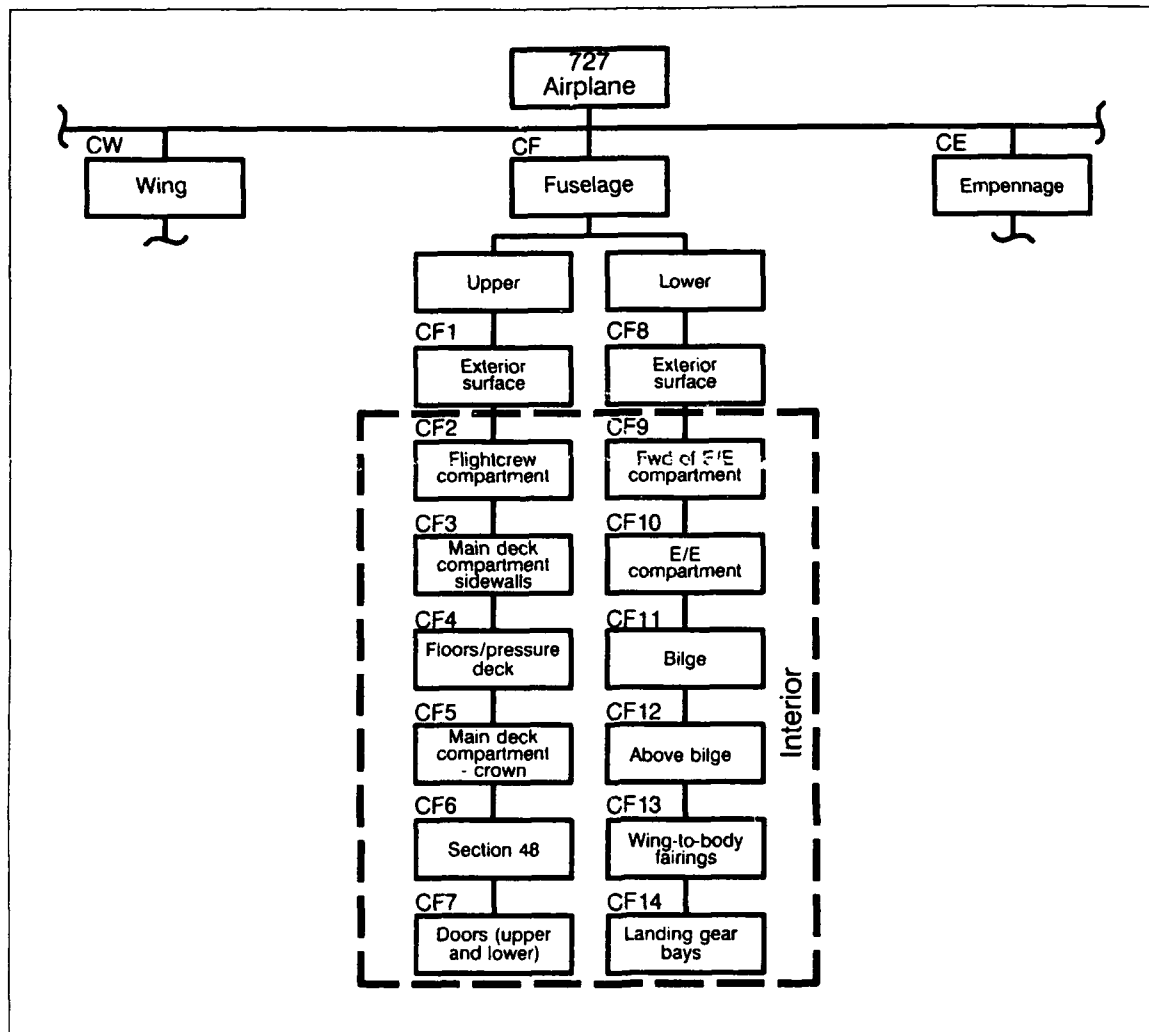 727
Airplane
CW
CF
CE
Wing
Fuselage
Empennage
Upper
Lower
CF1
CF8
Exterior
surface
Exterior
surface
CF2
CF9
Flightcrew
compartment
Fwd of E/E
compartment
CF3
CF10
Main deck
compartment
sidewalls
E/E
compartment
CF4
CF11
Floors/pressure
deck
Bilge
CF5
CF12
Main deck
compartment
- crown
Above bilge
CF6
CF13
Section 48
Wing-to-body
fairings
CF7
CF14
Doors (upper
and lower)
Landing gear
bays
Interior